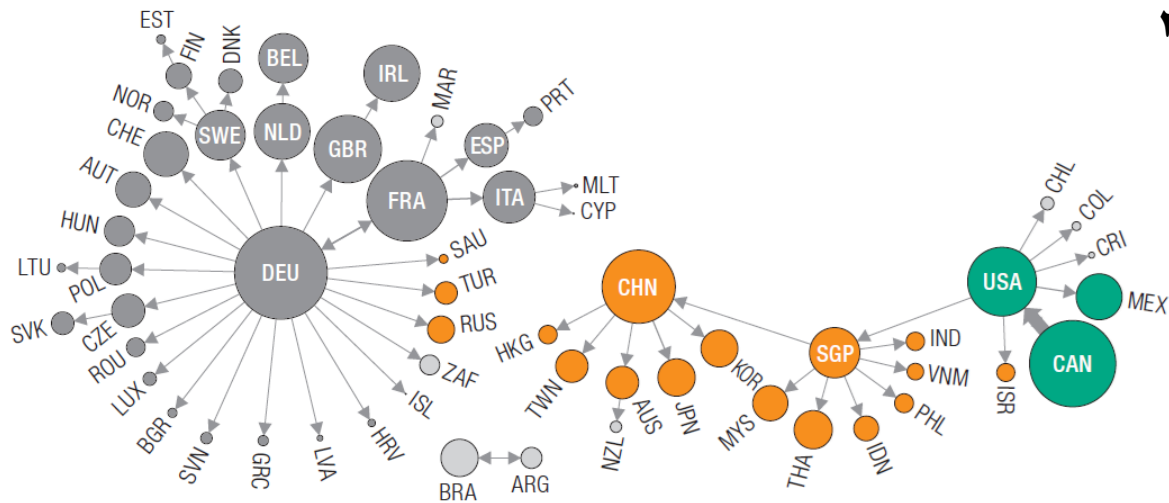 EST
FIN
DNK
BEL
IRL
MAR
PRT
NOR
SWE
NLD
GBR
ESP
CHE
AUT
FRA
ITA
MLT
CYP
HUN
LTU
POL
DEU
SAU
TUR
SVK
CZE
RUS
ROU
ZAF
LUX
ISL
BGR
SVN
GRC
LVA
HRV
BRA
ARG
CHN
HKG
TWN
AUS
NZL
JPN
KOR
SGP
IND
VNM
PHL
IDN
THA
MYS
CHL
COL
CRI
USA
MEX
CAN
ISR